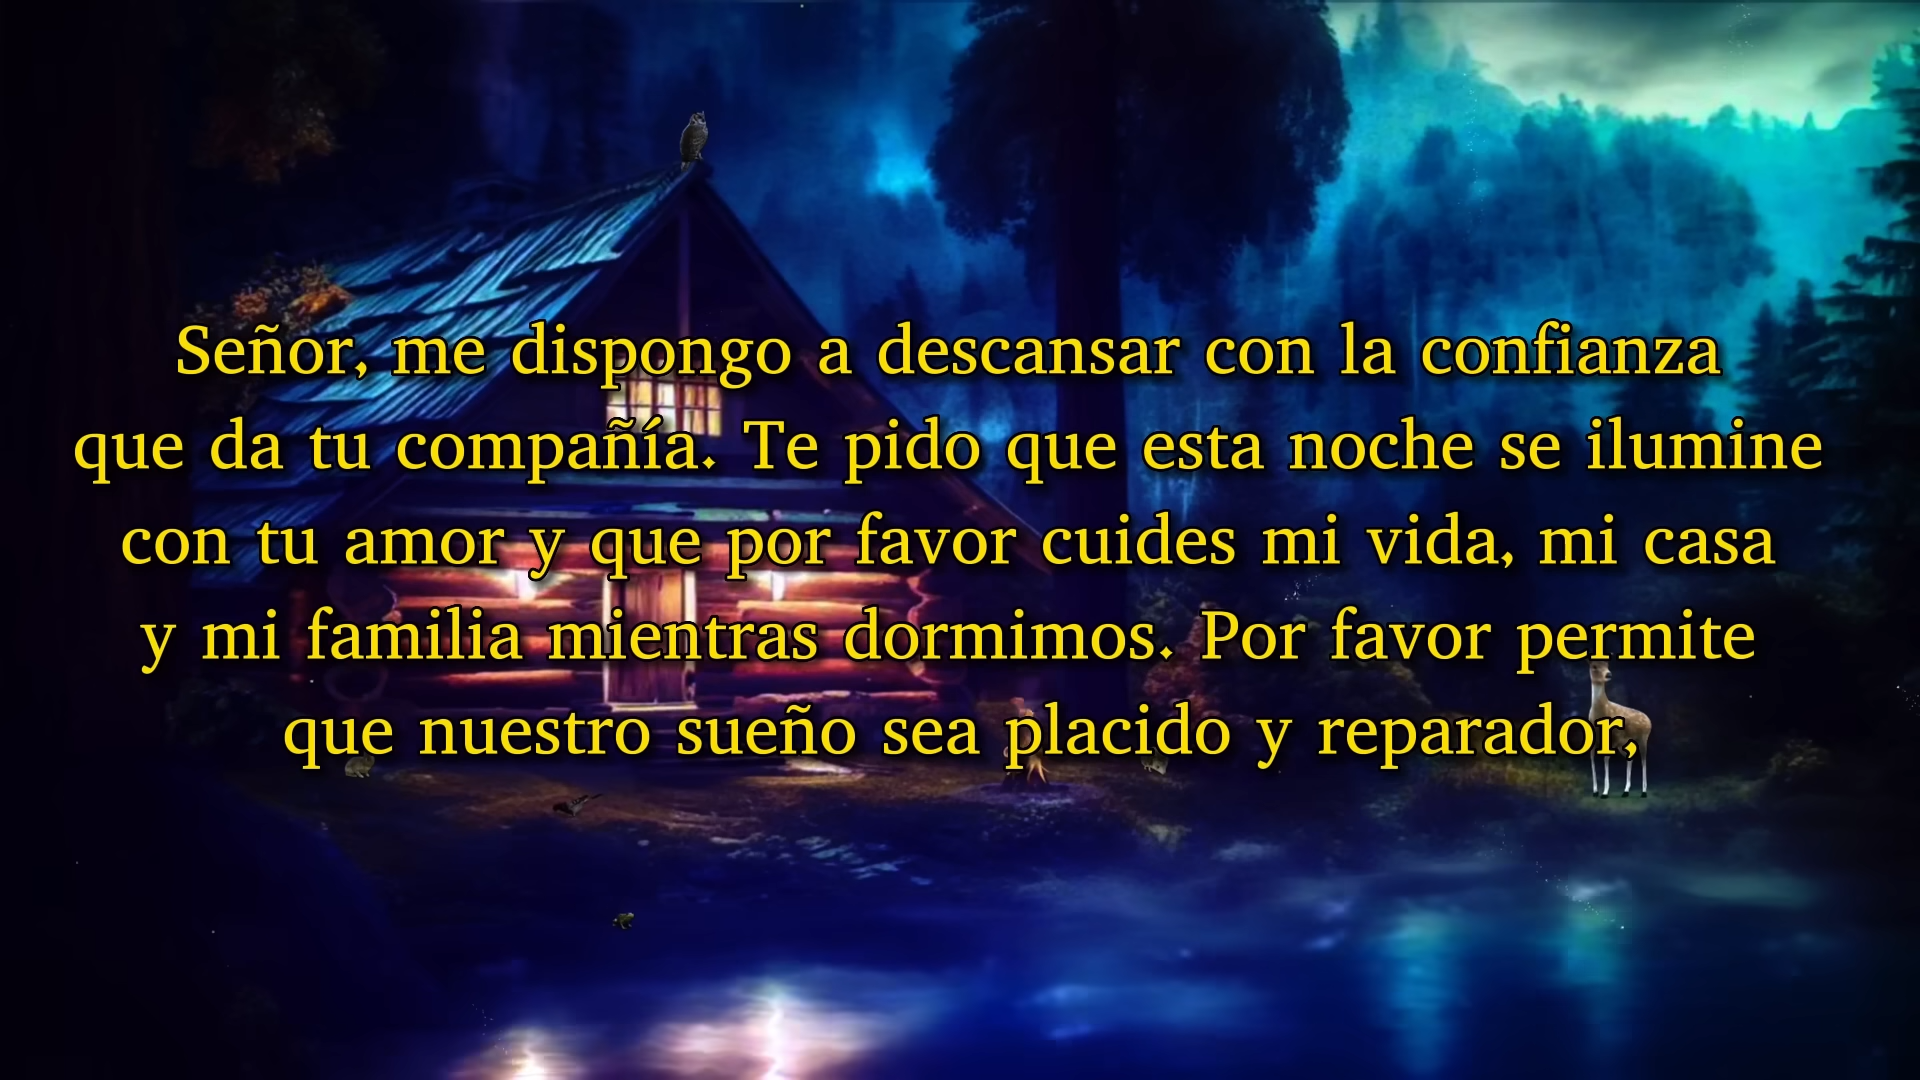 Señor, me dispongo a descansar con la confianza
que da tu compañía. Te pido que esta noche se ilumine
con tu amor y que por favor cuides mi vida, mi casa
y mi familia mientras dormimos. Por favor permite
que nuestro sueño sea placido y reparador,